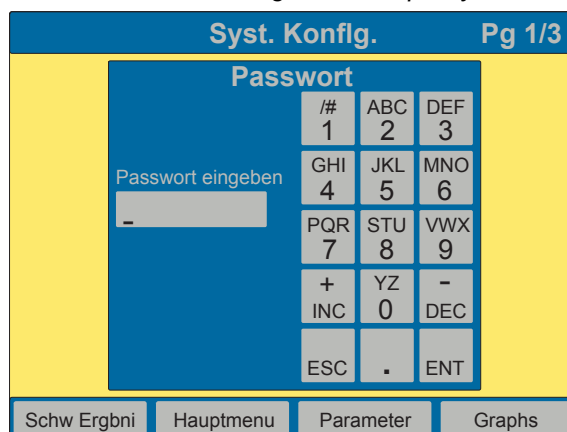 Syst. Konflg. Pg 1/3
Passwort
/# ABC DEF
1 2 3
Passwort eingeben
GHI JKL MNO
4 5 6
_
PQR STU VWX
7 8 9
+ YZ -
INC 0 DEC
ESC . ENT
Schw Ergbni Hauptmenu Parameter Graphs